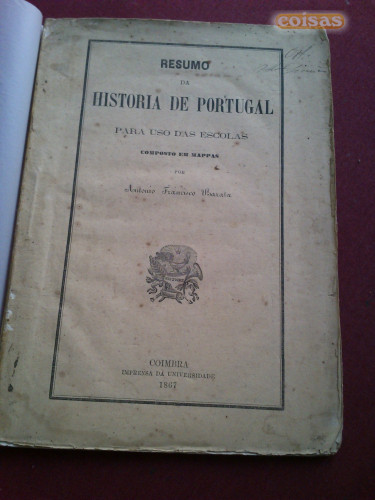 coisas
RESUMO
DA
HISTORIA DE PORTUGAL
PARA USO DAS ESCOLAS
COMPOSTO EM MAPPAS
POR
Antonio Francisco Barata
COIMBRA
IMPRENSA DA UNIVERSIDADE
1867